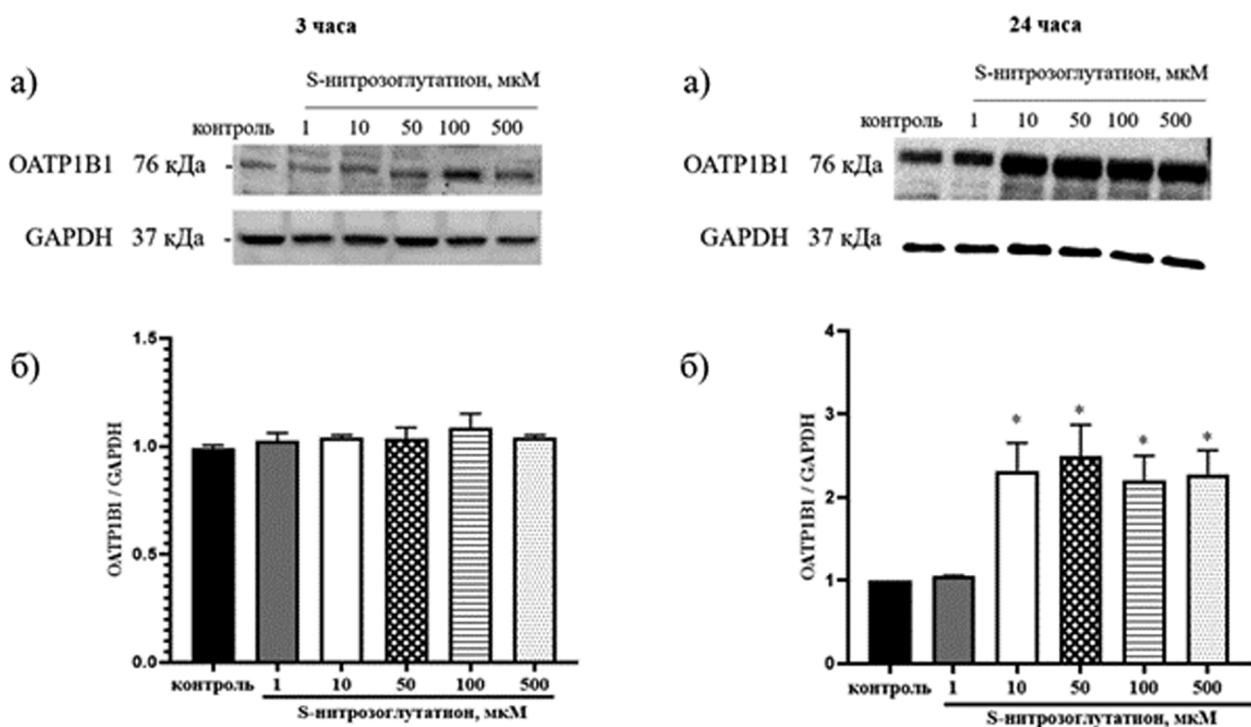 3 часа
а)
S-нитрозоглутатион, мкМ
контроль 1 10 50 100 500
OATP1B1 76 кДа -
GAPDH 37 кДа -
б)
OATP1B1 / GAPDH
1.5
1.0
0.5
0.0
контроль 1 10 50 100 500
S-нитрозоглутатион, мкМ
24 часа
а)
S-нитрозоглутатион, мкМ
контроль 1 10 50 100 500
OATP1B1 76 кДа
GAPDH 37 кДа
б)
OATP1B1 / GAPDH
4
3
2
1
0
* * * *
контроль 1 10 50 100 500
S-нитрозоглутатион, мкМ